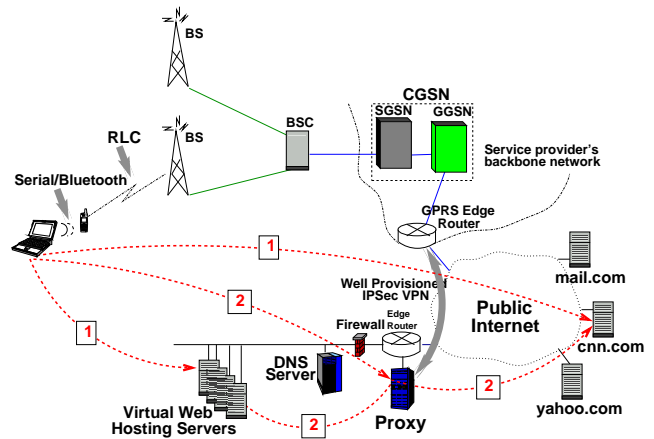 BS
CGSN
SGSN
GGSN
BSC
BS
RLC
Service provider's
backbone network
Serial/Bluetooth
GPRS Edge
Router
1
mail.com
Well Provisioned
IPSec VPN
2
Public
Internet
1
Edge
Router
Firewall
cnn.com
DNS
Server
2
Proxy
2
yahoo.com
Virtual Web
Hosting Servers